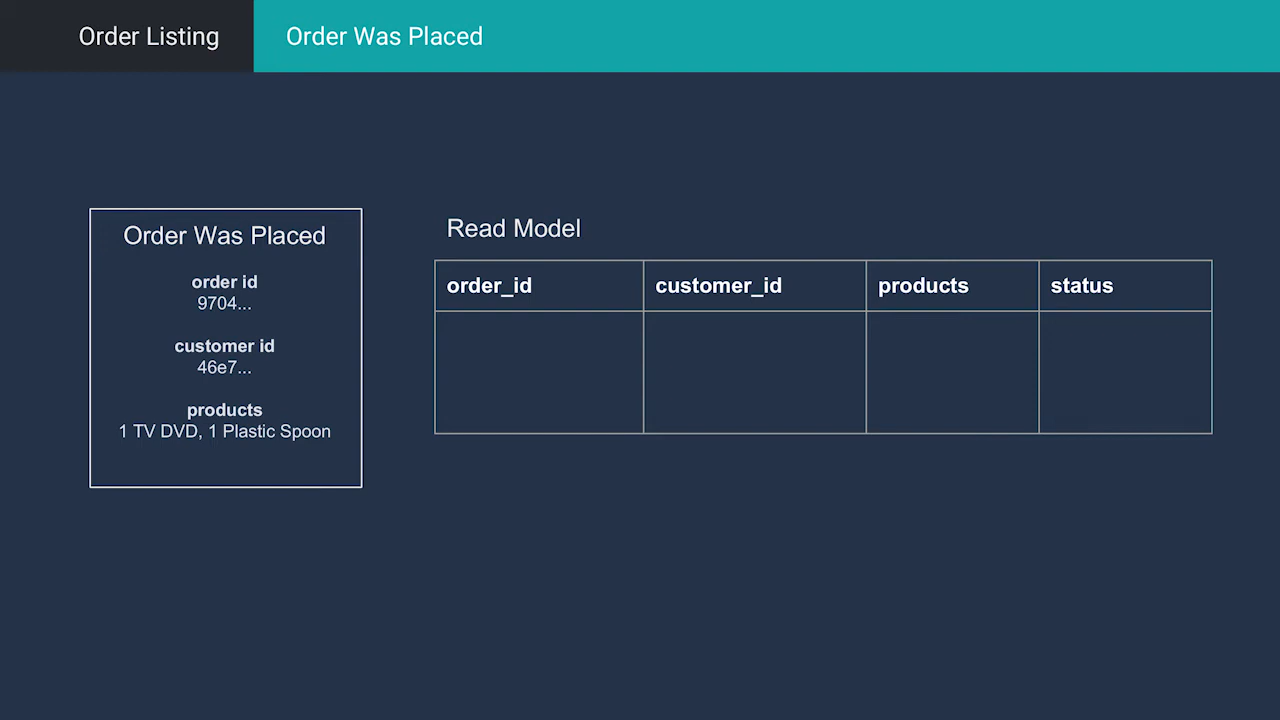 Order Listing
Order Was Placed
Order Was Placed
order id
9704...
customer id
46e7...
products
1 TV DVD, 1 Plastic Spoon
Read Model
order_id customer_id products status